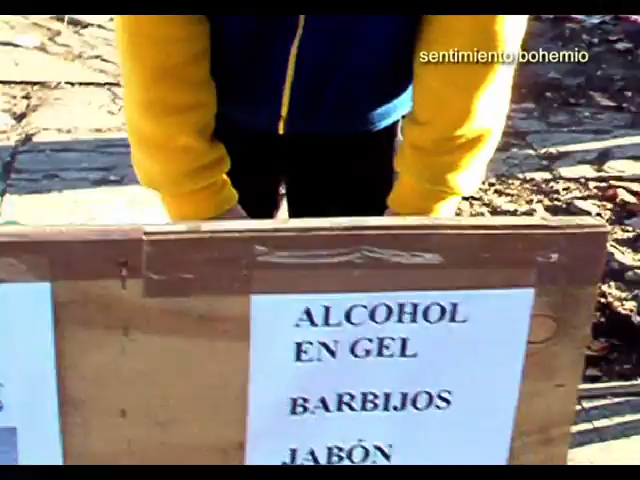 sentimiento bohemio
ALCOHOL
EN GEL
BARBIJOS
JABÓN